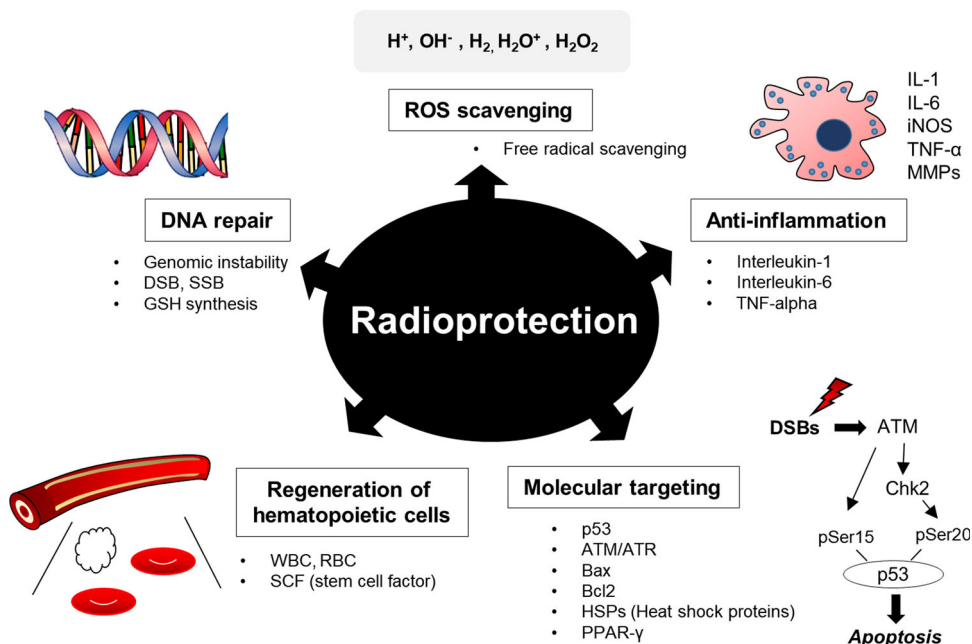 H⁺, OH⁻ , H₂, H₂O⁺ , H₂O₂
ROS scavenging
• Free radical scavenging
IL-1
IL-6
iNOS
TNF-α
MMPs
DNA repair
• Genomic instability
• DSB, SSB
• GSH synthesis
Anti-inflammation
• Interleukin-1
• Interleukin-6
• TNF-alpha
Radioprotection
Regeneration of
hematopoietic cells
• WBC, RBC
• SCF (stem cell factor)
Molecular targeting
• p53
• ATM/ATR
• Bax
• Bcl2
• HSPs (Heat shock proteins)
• PPAR-γ
DSBs
ATM
Chk2
pSer15
pSer20
p53
Apoptosis